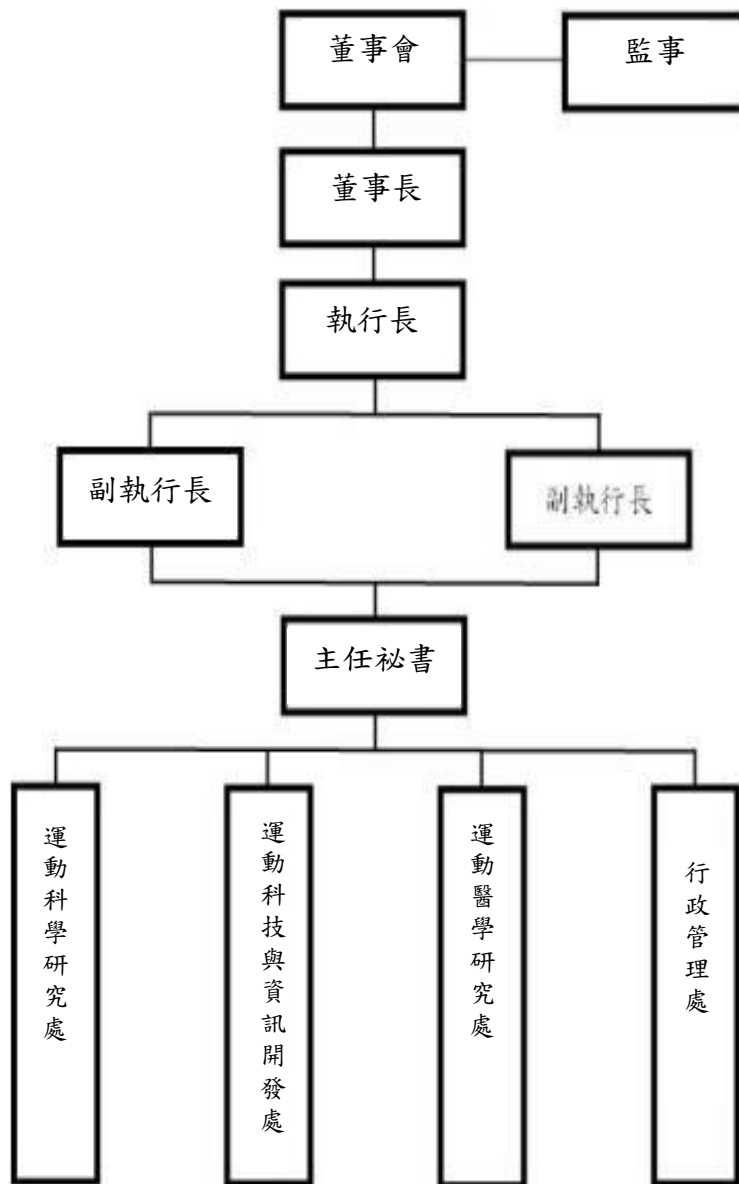 董事會
監事
董事長
執行長
副執行長
副執行長
主任祕書
運動科學研究處
運動科技與資訊開發處
運動醫學研究處
行政管理處